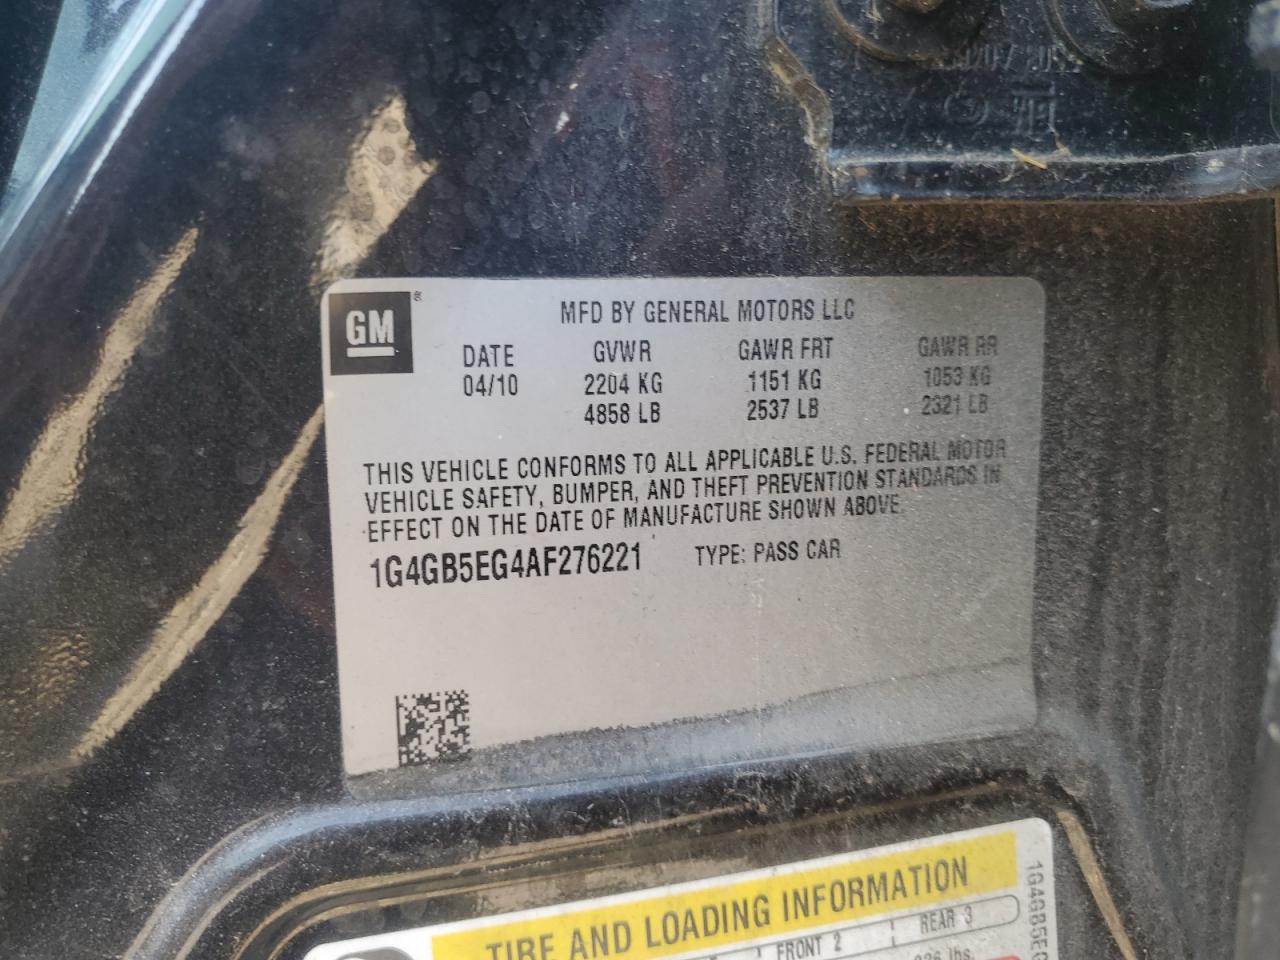 GM
MFD BY GENERAL MOTORS LLC
DATE GVWR GAWR FRT GAWR RR
04/10 2204 KG 1151 KG 1053 KG
4858 LB 2537 LB 2321 LB
THIS VEHICLE CONFORMS TO ALL APPLICABLE U.S. FEDERAL MOTOR
VEHICLE SAFETY, BUMPER, AND THEFT PREVENTION STANDARDS IN
EFFECT ON THE DATE OF MANUFACTURE SHOWN ABOVE.
1G4GB5EG4AF276221 TYPE: PASS CAR
TIRE AND LOADING INFORMATION
FRONT 2 REAR 3
lbs.
1G4GB5EG